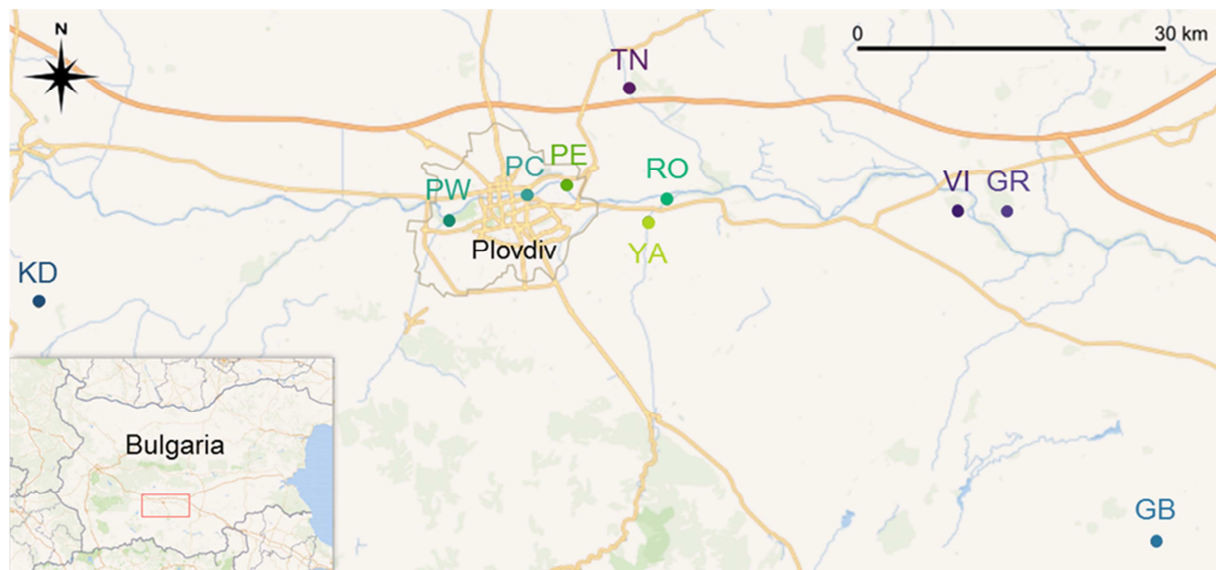 N
0 30 km
TN
PE
PC
RO
PW
VI GR
YA
Plovdiv
KD
Bulgaria
GB